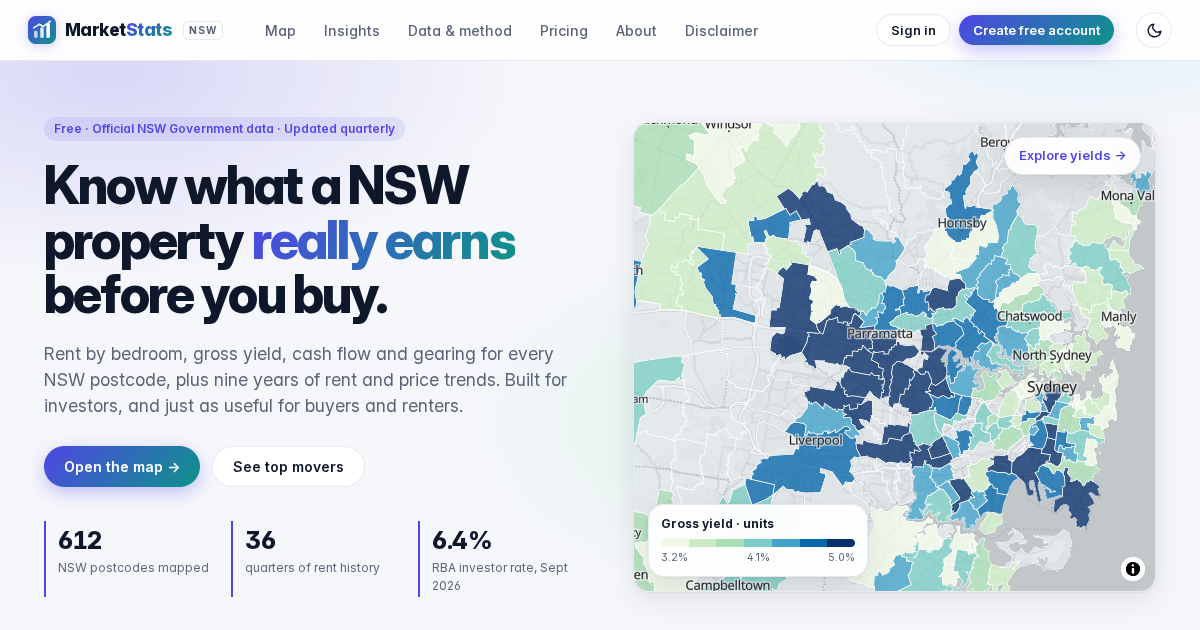 MarketStats NSW Map Insights Data & method Pricing About Disclaimer Sign in Create free account
Free · Official NSW Government data · Updated quarterly
Know what a NSW
property really earns
before you buy.
Rent by bedroom, gross yield, cash flow and gearing for every
NSW postcode, plus nine years of rent and price trends. Built for
investors, and just as useful for buyers and renters.
Open the map → See top movers
612
NSW postcodes mapped
36
quarters of rent history
6.4%
RBA investor rate, Sept
2026
Windsor
Explore yields →
Hornsby
Chatswood
Manly
Parramatta
North Sydney
Sydney
Liverpool
Campbelltown
Gross yield · units
3.2% 4.1% 5.0%